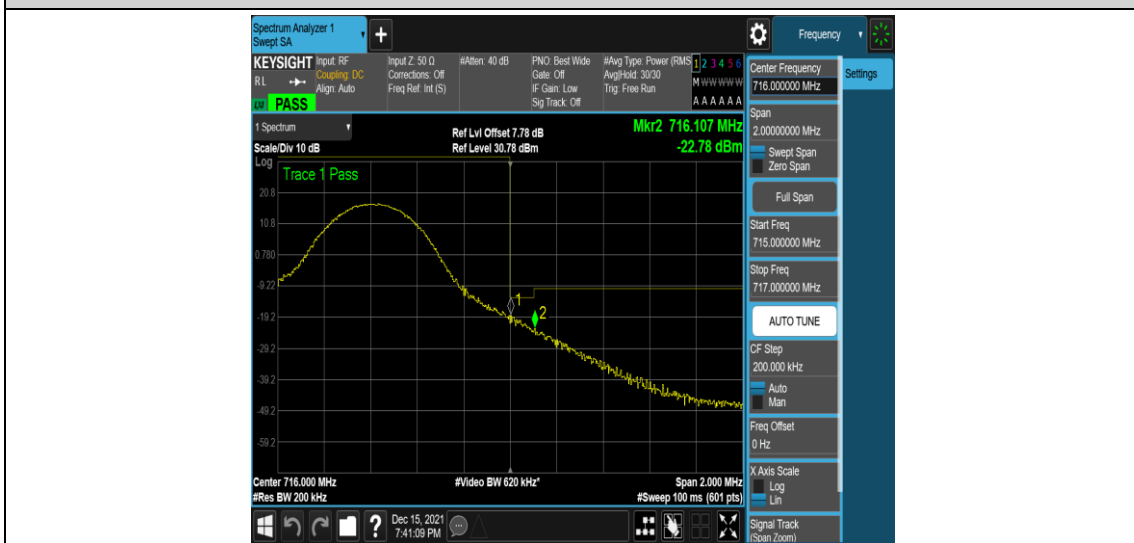 Spectrum Analyzer 1
Swept SA
+
Frequency
KEYSIGHT
RL
LXI PASS
Input: RF
Coupling: DC
Align: Auto
Input Z: 50 Ω
Corrections: Off
Freq Ref: Int (S)
#Atten: 40 dB
PNO: Best Wide
Gate: Off
IF Gain: Low
Sig Track: Off
#Avg Type: Power (RMS
Avg|Hold: 30/30
Trig: Free Run
1 2 3 4 5 6
M W W W W W
A A A A A A
1 Spectrum
Ref Lvl Offset 7.78 dB
Mkr2 716.107 MHz
Scale/Div 10 dB
Ref Level 30.78 dBm
-22.78 dBm
Log
Trace 1 Pass
20.8
10.8
0.780
-9.22
-19.2
-29.2
-39.2
-49.2
-59.2
1
2
Center 716.000 MHz
#Video BW 620 kHz*
Span 2.000 MHz
#Res BW 200 kHz
#Sweep 100 ms (601 pts)
Center Frequency
716.000000 MHz
Settings
Span
2.00000000 MHz
Swept Span
Zero Span
Full Span
Start Freq
715.000000 MHz
Stop Freq
717.000000 MHz
AUTO TUNE
CF Step
200.000 kHz
Auto
Man
Freq Offset
0 Hz
X Axis Scale
Log
Lin
Signal Track
(Span Zoom)
?
Dec 15, 2021
7:41:09 PM